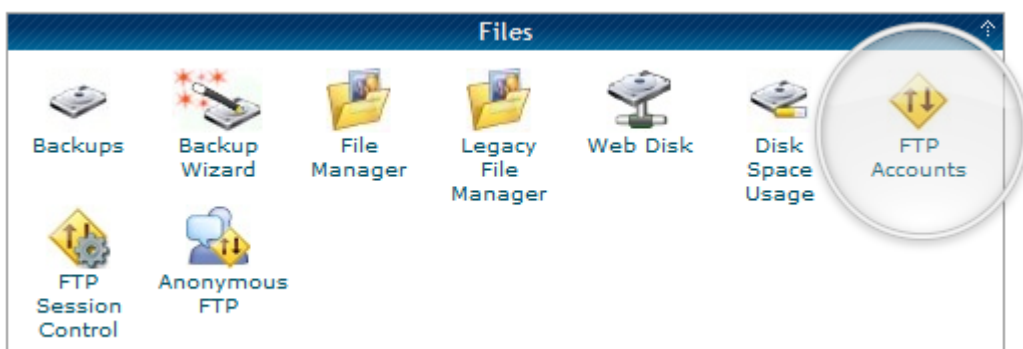 Files
Backups
Backup
Wizard
File
Manager
Legacy
File
Manager
Web Disk
Disk
Space
Usage
FTP
Accounts
FTP
Session
Control
Anonymous
FTP